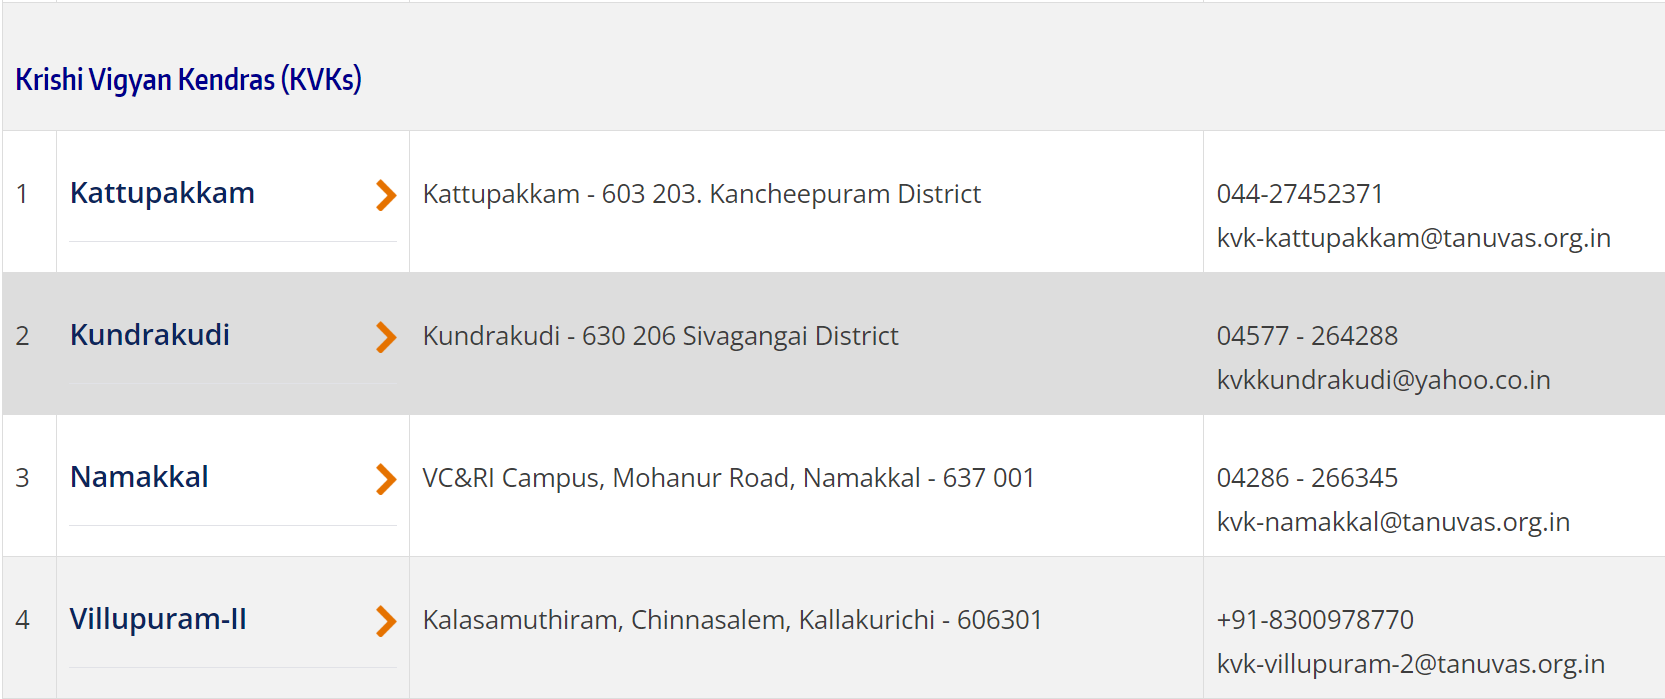 Krishi Vigyan Kendras (KVKs)
1 Kattupakkam Kattupakkam - 603 203. Kancheepuram District 044-27452371
kvk-kattupakkam@tanuvas.org.in
2 Kundrakudi Kundrakudi - 630 206 Sivagangai District 04577 - 264288
kvkkundrakudi@yahoo.co.in
3 Namakkal VC&RI Campus, Mohanur Road, Namakkal - 637 001 04286 - 266345
kvk-namakkal@tanuvas.org.in
4 Villupuram-II Kalasamuthiram, Chinnasalem, Kallakurichi - 606301 +91-8300978770
kvk-villupuram-2@tanuvas.org.in